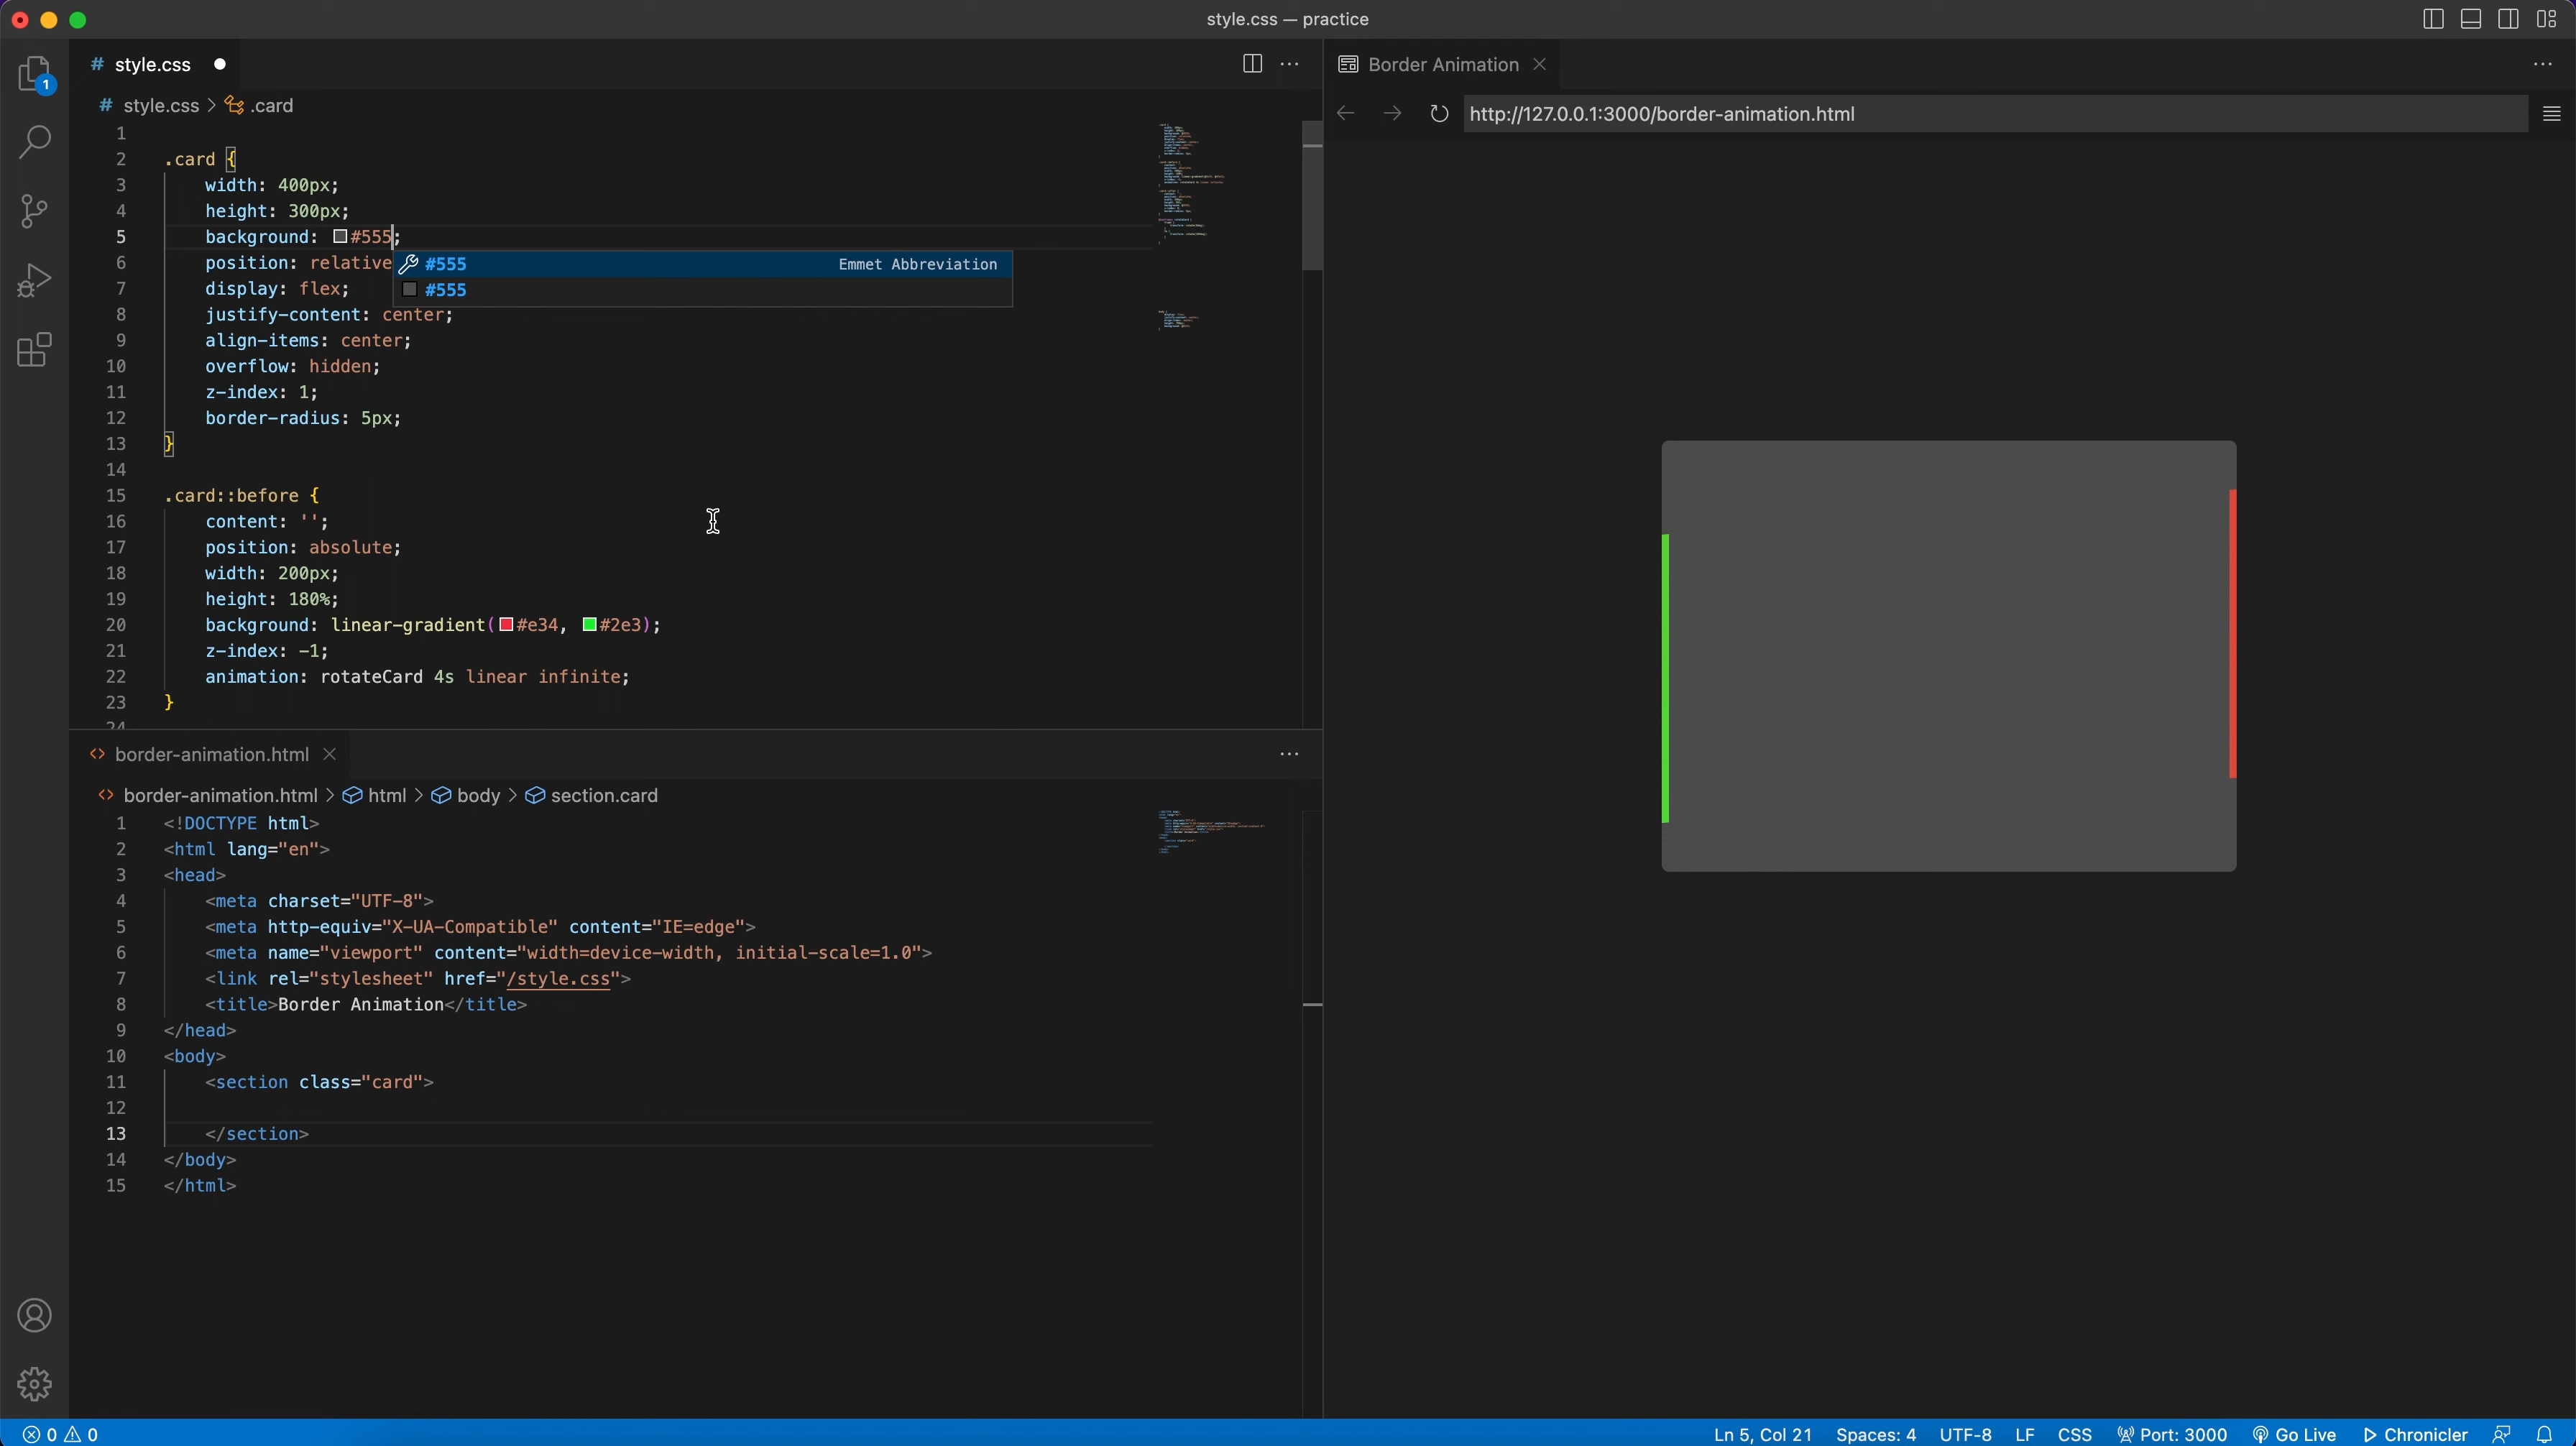 style.css — practice
1
# style.css
# style.css > .card
1
2 .card {
3 width: 400px;
4 height: 300px;
5 background: #555;
6 position: relative
7 display: flex;
8 justify-content: center;
9 align-items: center;
10 overflow: hidden;
11 z-index: 1;
12 border-radius: 5px;
13 }
14
15 .card::before {
16 content: '';
17 position: absolute;
18 width: 200px;
19 height: 180%;
20 background: linear-gradient(#e34, #2e3);
21 z-index: -1;
22 animation: rotateCard 4s linear infinite;
23 }
24
#555 Emmet Abbreviation
#555
border-animation.html
border-animation.html > html > body > section.card
1 <!DOCTYPE html>
2 <html lang="en">
3 <head>
4 <meta charset="UTF-8">
5 <meta http-equiv="X-UA-Compatible" content="IE=edge">
6 <meta name="viewport" content="width=device-width, initial-scale=1.0">
7 <link rel="stylesheet" href="/style.css">
8 <title>Border Animation</title>
9 </head>
10 <body>
11 <section class="card">
12
13 </section>
14 </body>
15 </html>
Border Animation
http://127.0.0.1:3000/border-animation.html
0 0
Ln 5, Col 21 Spaces: 4 UTF-8 LF CSS Port: 3000 Go Live Chronicler